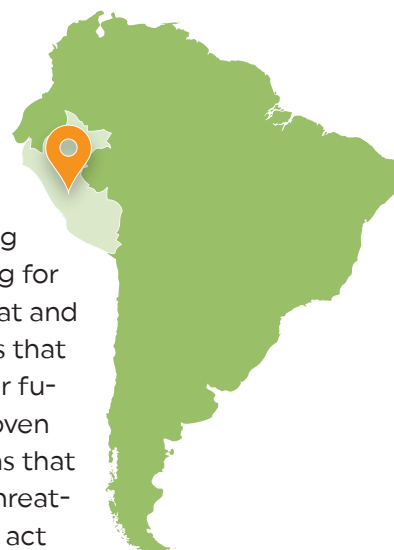 g
g for
at and
s that
r fu-
oven
ns that
hreat-
act